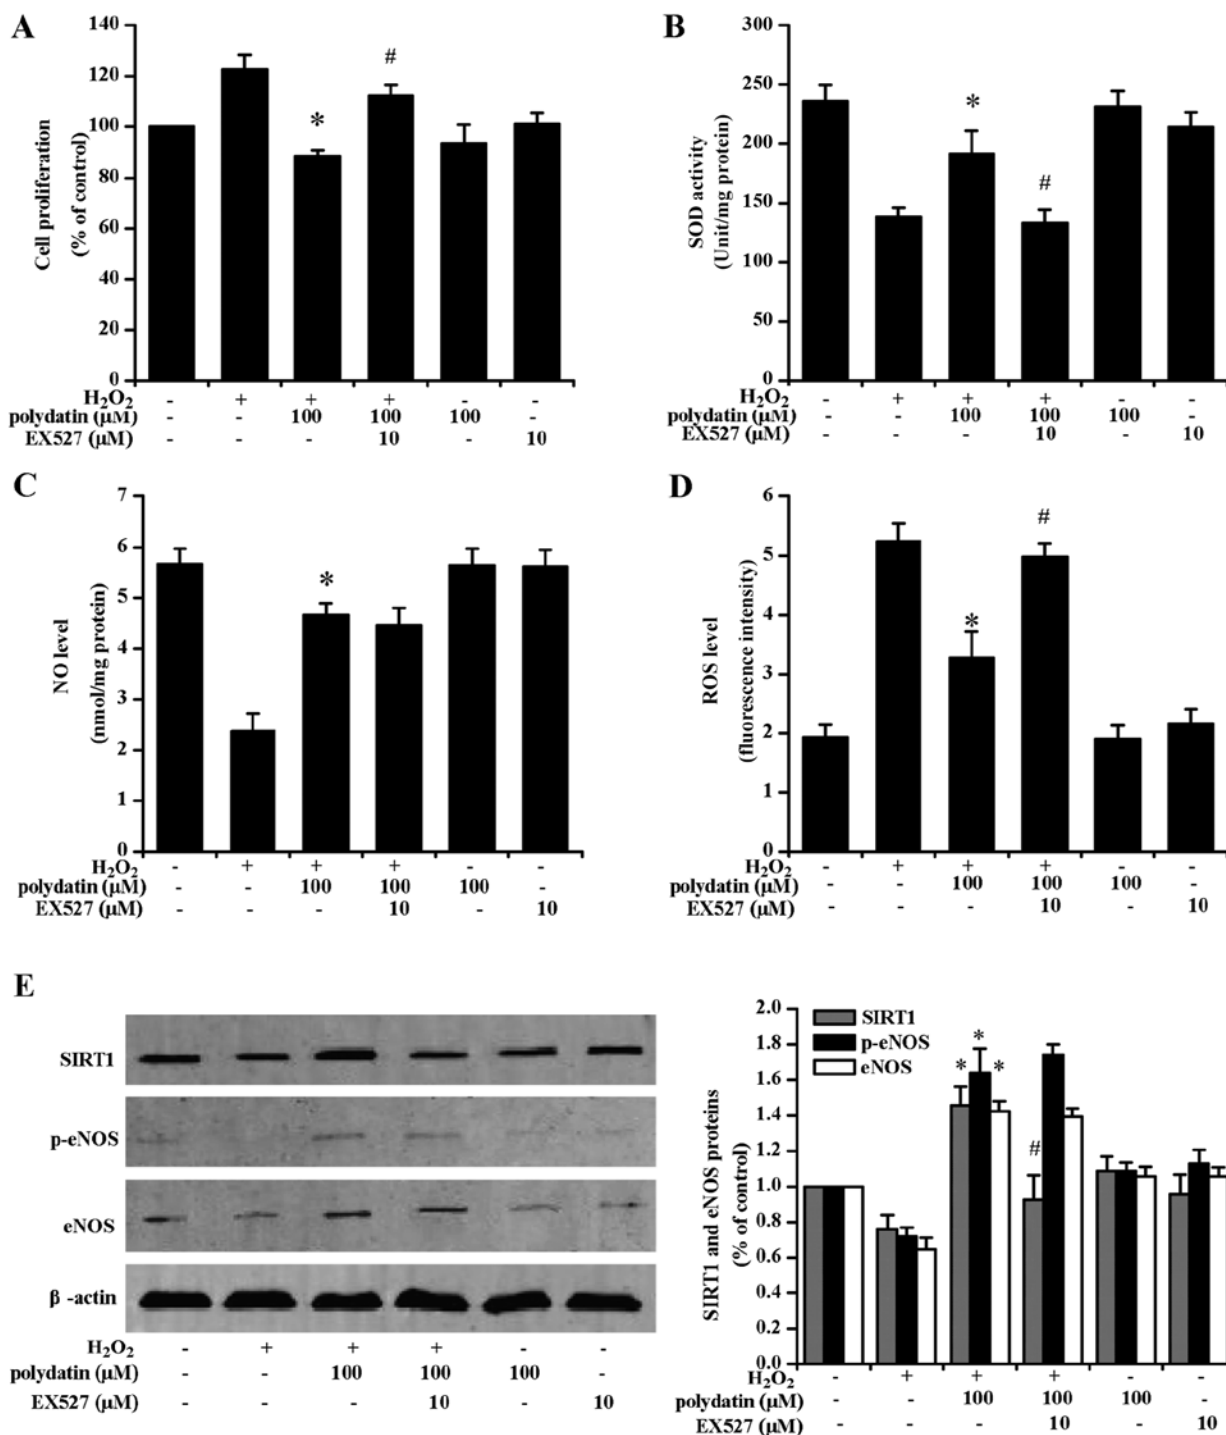 A
Cell proliferation
(% of control)
140
120
100
80
60
40
20
0
*
#
H₂O₂ - + + + - -
polydatin (μM) - - 100 100 100 -
EX527 (μM) - - - 10 - 10
B
SOD activity
(Unit/mg protein)
300
250
200
150
100
50
0
*
#
H₂O₂ - + + + - -
polydatin (μM) - - 100 100 100 -
EX527 (μM) - - - 10 - 10
C
NO level
(nmol/mg protein)
7
6
5
4
3
2
1
0
*
H₂O₂ - + + + - -
polydatin (μM) - - 100 100 100 -
EX527 (μM) - - - 10 - 10
D
ROS level
(fluorescence intensity)
6
5
4
3
2
1
0
*
#
H₂O₂ - + + + - -
polydatin (μM) - - 100 100 100 -
EX527 (μM) - - - 10 - 10
E
SIRT1
p-eNOS
eNOS
β -actin
H₂O₂ - + + + - -
polydatin (μM) - - 100 100 100 -
EX527 (μM) - - - 10 - 10
SIRT1 and eNOS proteins
(% of control)
2.0
1.8
1.6
1.4
1.2
1.0
0.8
0.6
0.4
0.2
0.0
SIRT1
p-eNOS
eNOS
* * *
#
H₂O₂ - + + + - -
polydatin (μM) - - 100 100 100 -
EX527 (μM) - - - 10 - 10